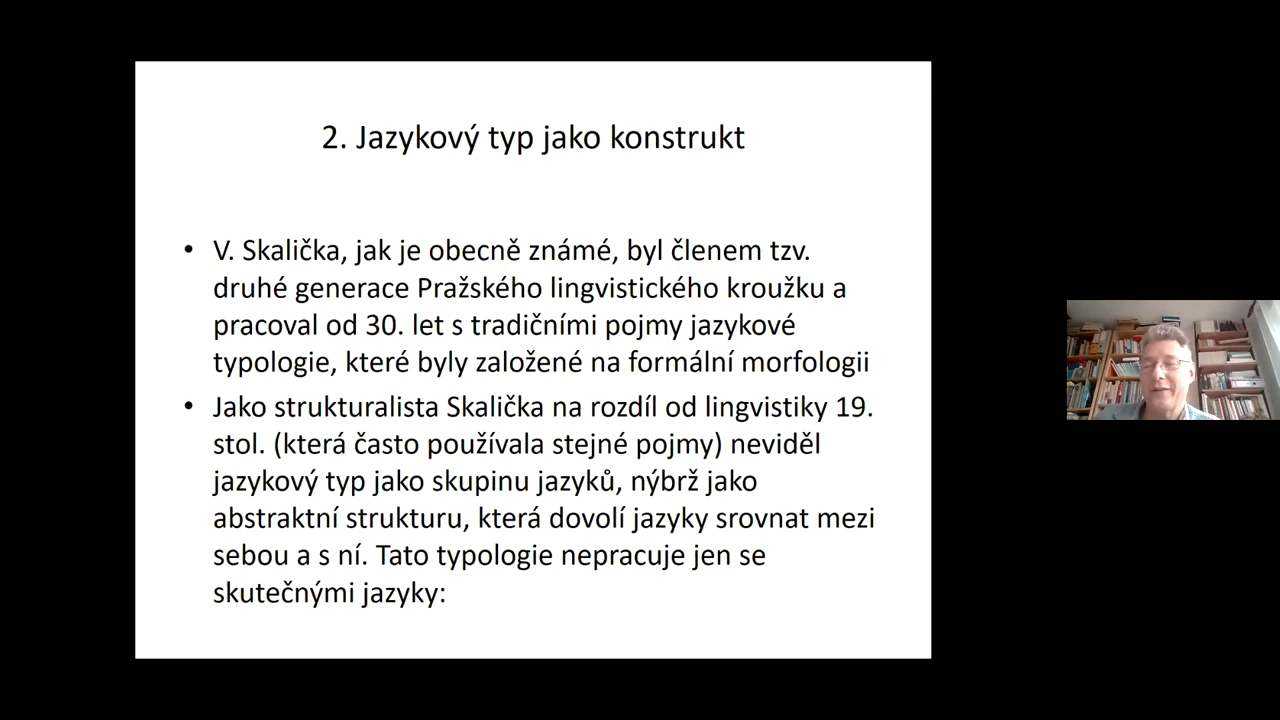 2. Jazykový typ jako konstrukt
• V. Skalička, jak je obecně známé, byl členem tzv.
druhé generace Pražského lingvistického kroužku a
pracoval od 30. let s tradičními pojmy jazykové
typologie, které byly založené na formální morfologii
• Jako strukturalista Skalička na rozdíl od lingvistiky 19.
stol. (která často používala stejné pojmy) neviděl
jazykový typ jako skupinu jazyků, nýbrž jako
abstraktní strukturu, která dovolí jazyky srovnat mezi
sebou a s ní. Tato typologie nepracuje jen se
skutečnými jazyky: